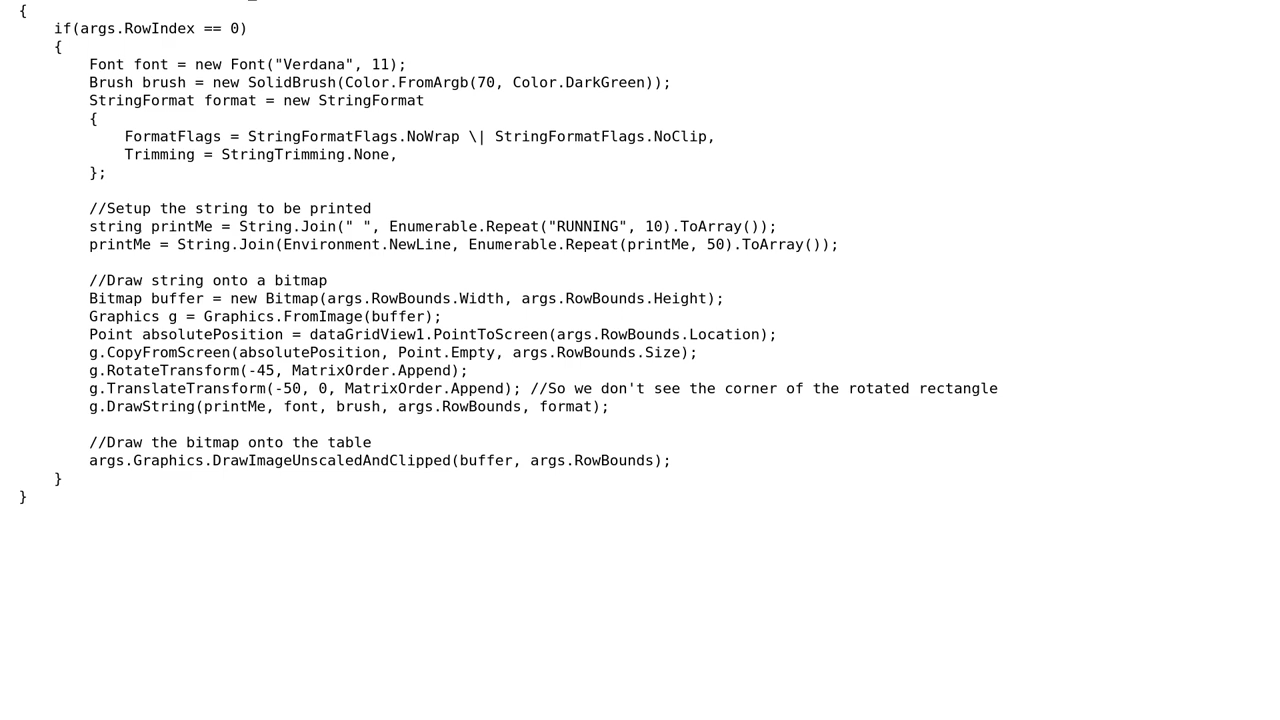 {
    if(args.RowIndex == 0)
    {
        Font font = new Font("Verdana", 11);
        Brush brush = new SolidBrush(Color.FromArgb(70, Color.DarkGreen));
        StringFormat format = new StringFormat
        {
            FormatFlags = StringFormatFlags.NoWrap \| StringFormatFlags.NoClip,
            Trimming = StringTrimming.None,
        };

        //Setup the string to be printed
        string printMe = String.Join(" ", Enumerable.Repeat("RUNNING", 10).ToArray());
        printMe = String.Join(Environment.NewLine, Enumerable.Repeat(printMe, 50).ToArray());

        //Draw string onto a bitmap
        Bitmap buffer = new Bitmap(args.RowBounds.Width, args.RowBounds.Height);
        Graphics g = Graphics.FromImage(buffer);
        Point absolutePosition = dataGridView1.PointToScreen(args.RowBounds.Location);
        g.CopyFromScreen(absolutePosition, Point.Empty, args.RowBounds.Size);
        g.RotateTransform(-45, MatrixOrder.Append);
        g.TranslateTransform(-50, 0, MatrixOrder.Append); //So we don't see the corner of the rotated rectangle
        g.DrawString(printMe, font, brush, args.RowBounds, format);

        //Draw the bitmap onto the table
        args.Graphics.DrawImageUnscaledAndClipped(buffer, args.RowBounds);
    }
}